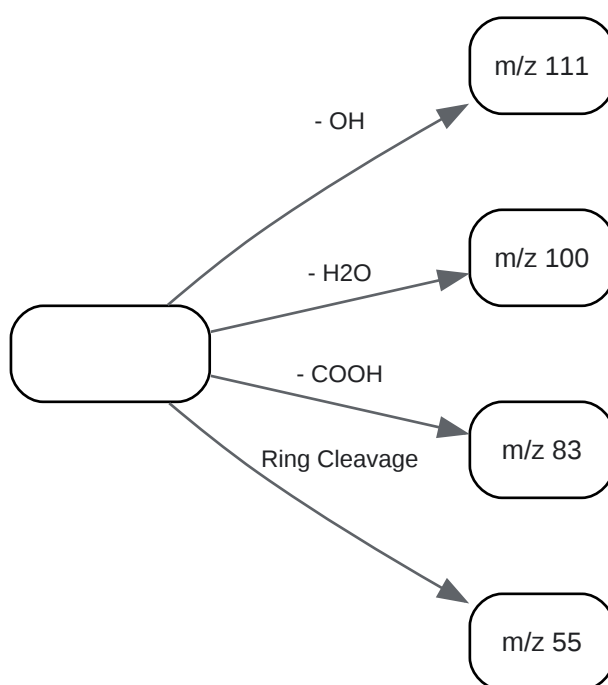 m/z 111
- OH
m/z 100
- H2O
- COOH
m/z 83
Ring Cleavage
m/z 55